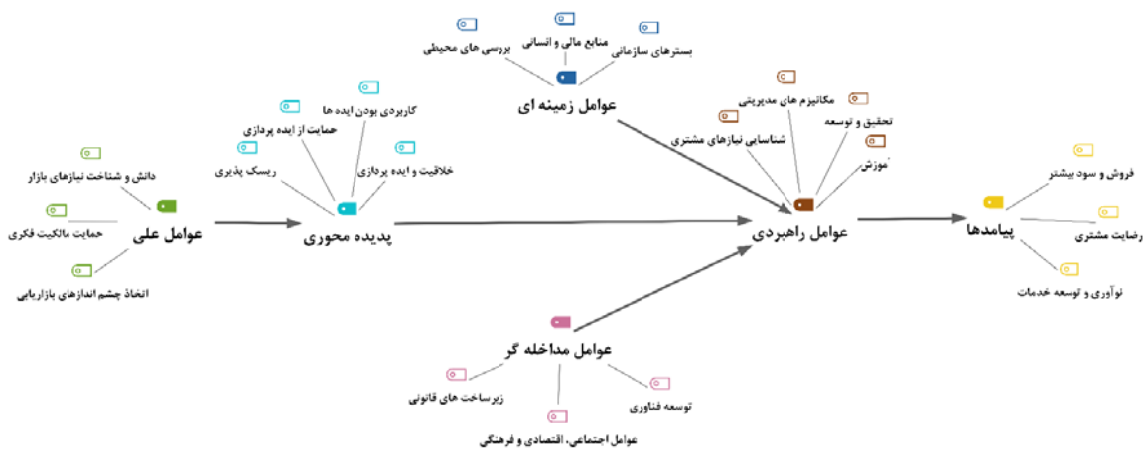 منابع مالی و انسانی
بررسی های محیطی
بسترهای سازمانی
عوامل زمینه ای
مکانیزم های مدیریتی
تحقیق و توسعه
شناسایی نیازهای مشتری
آموزش
عوامل راهبردی
کاربردی بودن ایده ها
حمایت از ایده پردازی
خلاقیت و ایده پردازی
ریسک پذیری
پدیده محوری
دانش و شناخت نیازهای بازار
حمایت مالکیت فکری
عوامل علی
اتخاذ چشم اندازهای بازاریابی
فروش و سود بیشتر
رضایت مشتری
پیامدها
نوآوری و توسعه خدمات
عوامل مداخله گر
زیرساخت های قانونی
توسعه فناوری
عوامل اجتماعی، اقتصادی و فرهنگی